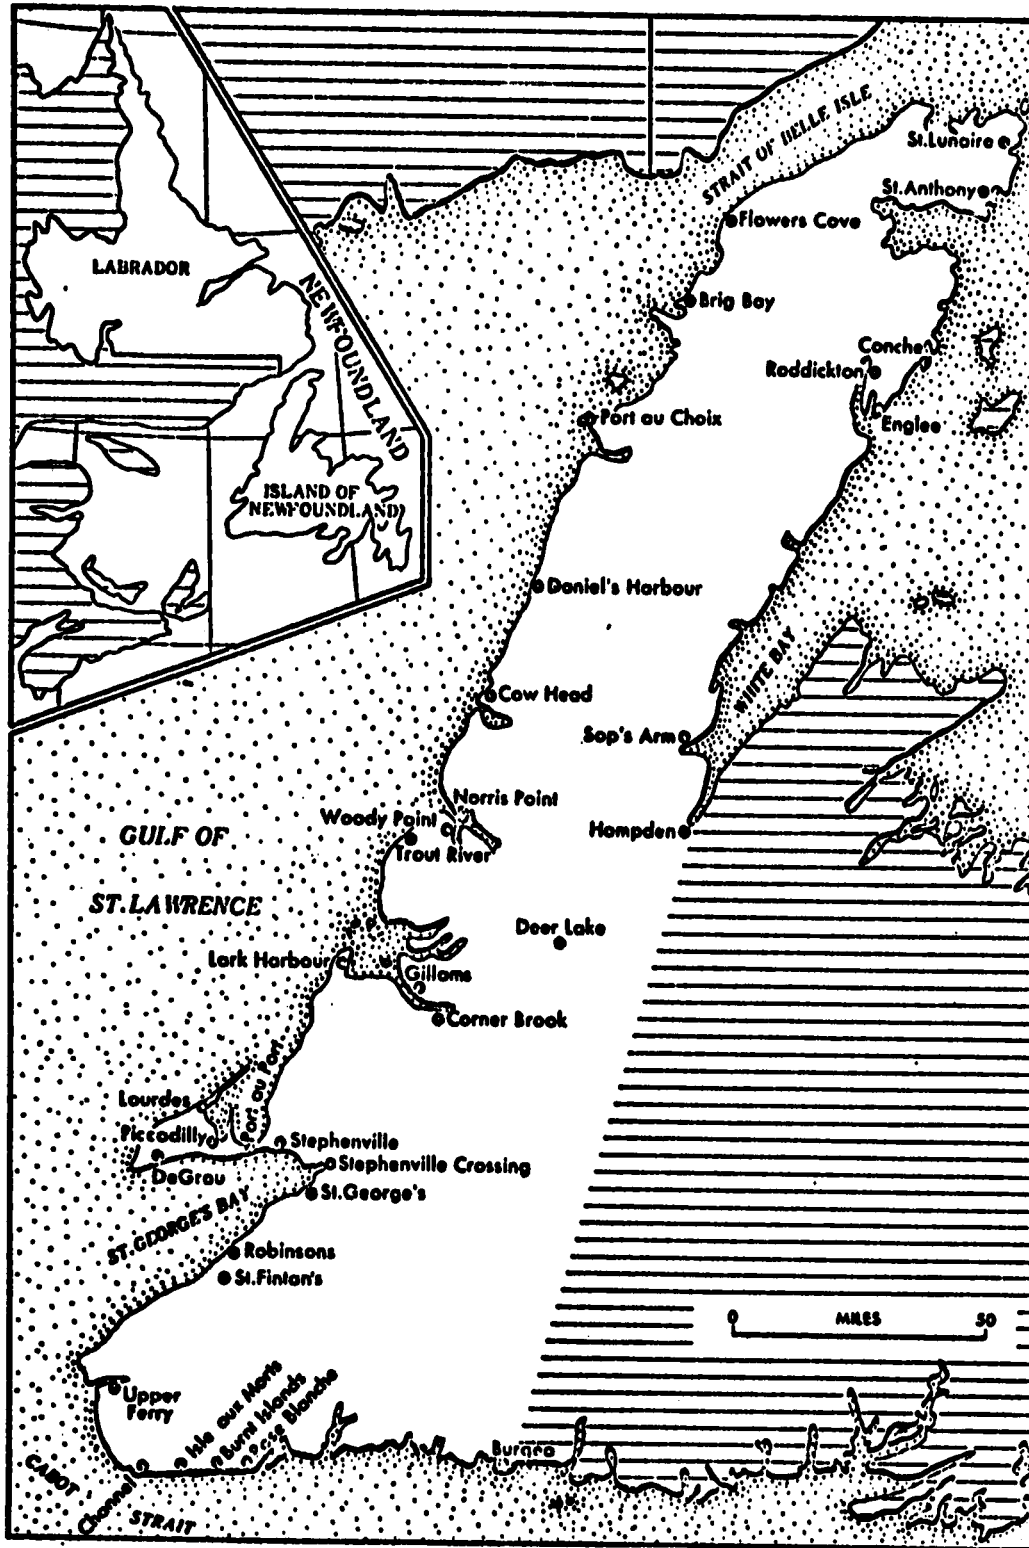 LABRADOR
NEWFOUNDLAND
ISLAND OF
NEWFOUNDLAND
STRAIT OF BELLE ISLE
St.Lunaire
St.Anthony
Flowers Cove
Brig Bay
Conche
Roddickton
Englee
Port au Choix
Daniel's Harbour
WHITE BAY
Cow Head
Sop's Arm
Norris Point
Woody Point
Trout River
Hampden
GULF OF
ST.LAWRENCE
Deer Lake
Lark Harbour
Gillams
Corner Brook
Port au Port
Lourdes
Piccadilly
Stephenville
Stephenville Crossing
DeGrau
St.George's
ST.GEORGE'S BAY
Robinsons
St.Fintan's
0 MILES 50
Upper
Ferry
Isle aux Morts
Burnt Islands
Rose Blanche
Burgeo
CABOT
STRAIT
Channel